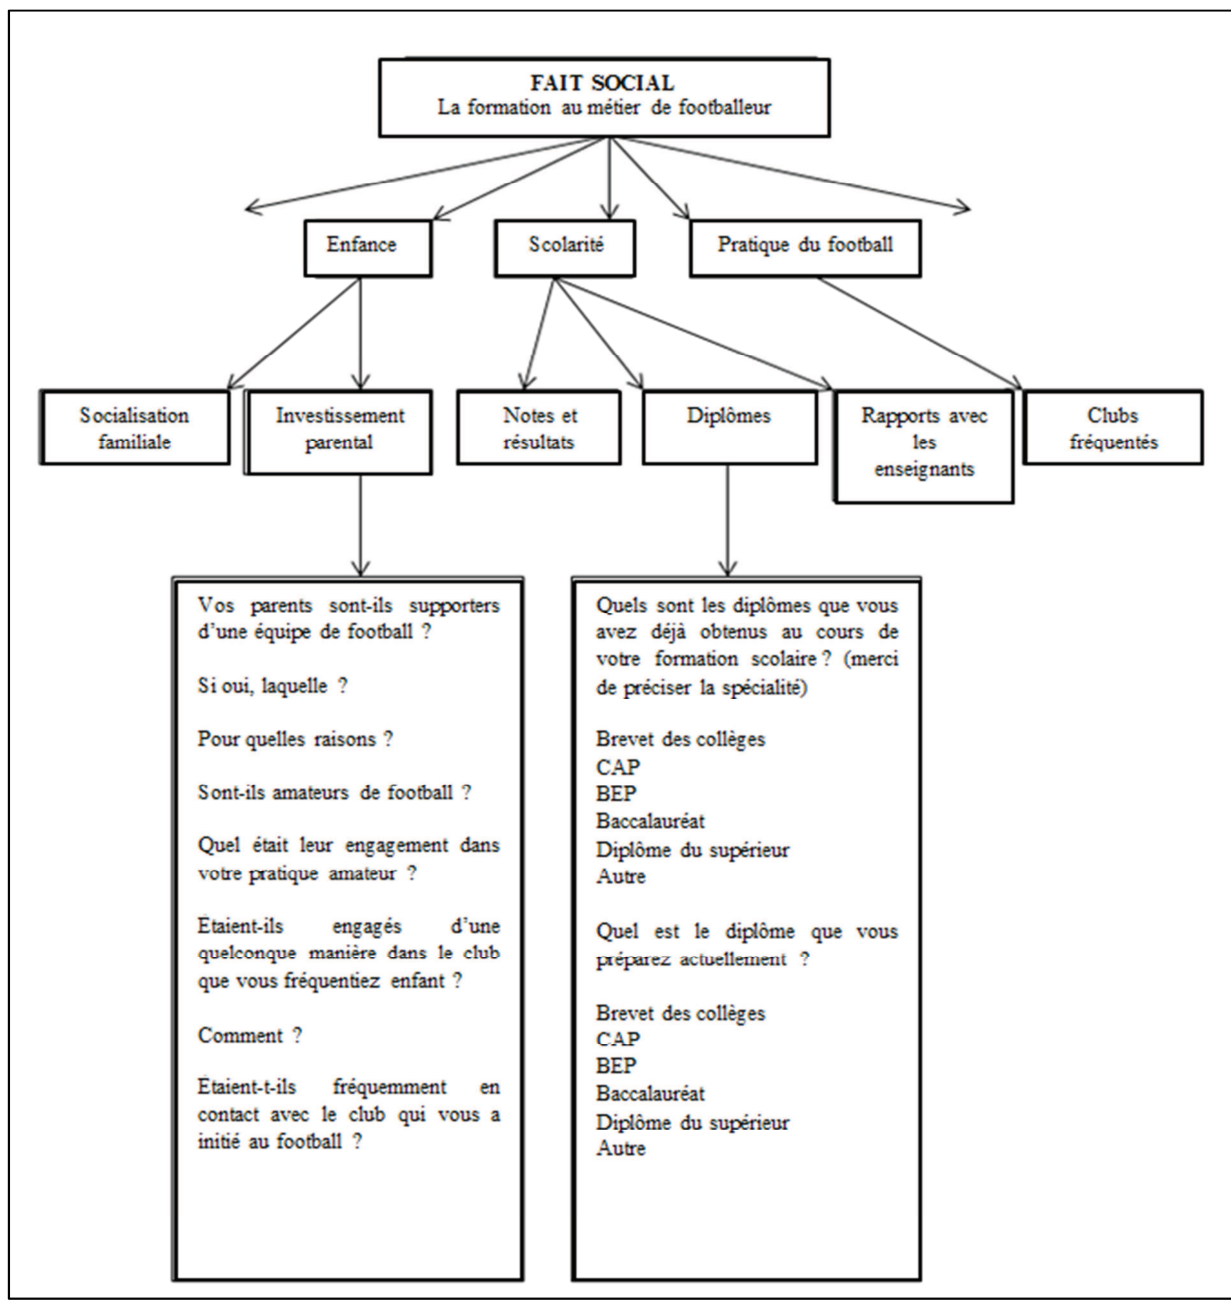 FAIT SOCIAL
La formation au métier de footballeur
Enfance
Scolarité
Pratique du football
Socialisation
familiale
Investissement
parental
Notes et
résultats
Diplômes
Rapports avec
les
enseignants
Clubs
fréquentés
Vos parents sont-ils supporters
d'une équipe de football ?
Si oui, laquelle ?
Pour quelles raisons ?
Sont-ils amateurs de football ?
Quel était leur engagement dans
votre pratique amateur ?
Étaient-ils engagés d'une
quelconque manière dans le club
que vous fréquentiez enfant ?
Comment ?
Étaient-t-ils fréquemment en
contact avec le club qui vous a
initié au football ?
Quels sont les diplômes que vous
avez déjà obtenus au cours de
votre formation scolaire ? (merci
de préciser la spécialité)
Brevet des collèges
CAP
BEP
Baccalauréat
Diplôme du supérieur
Autre
Quel est le diplôme que vous
préparez actuellement ?
Brevet des collèges
CAP
BEP
Baccalauréat
Diplôme du supérieur
Autre